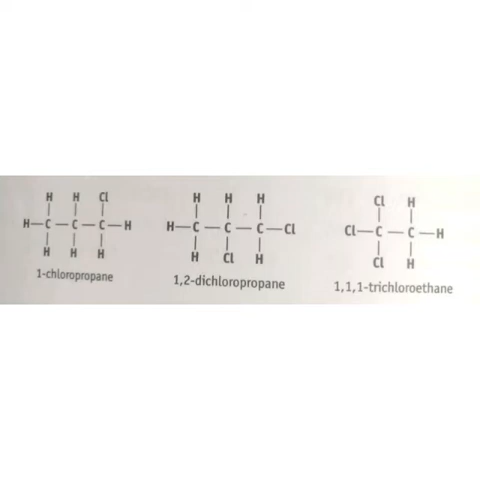 H H Cl
H-C-C-C-H
H H H
1-chloropropane
H H H
H-C-C-C-Cl
H Cl H
1,2-dichloropropane
Cl H
Cl-C-C-H
Cl H
1,1,1-trichloroethane